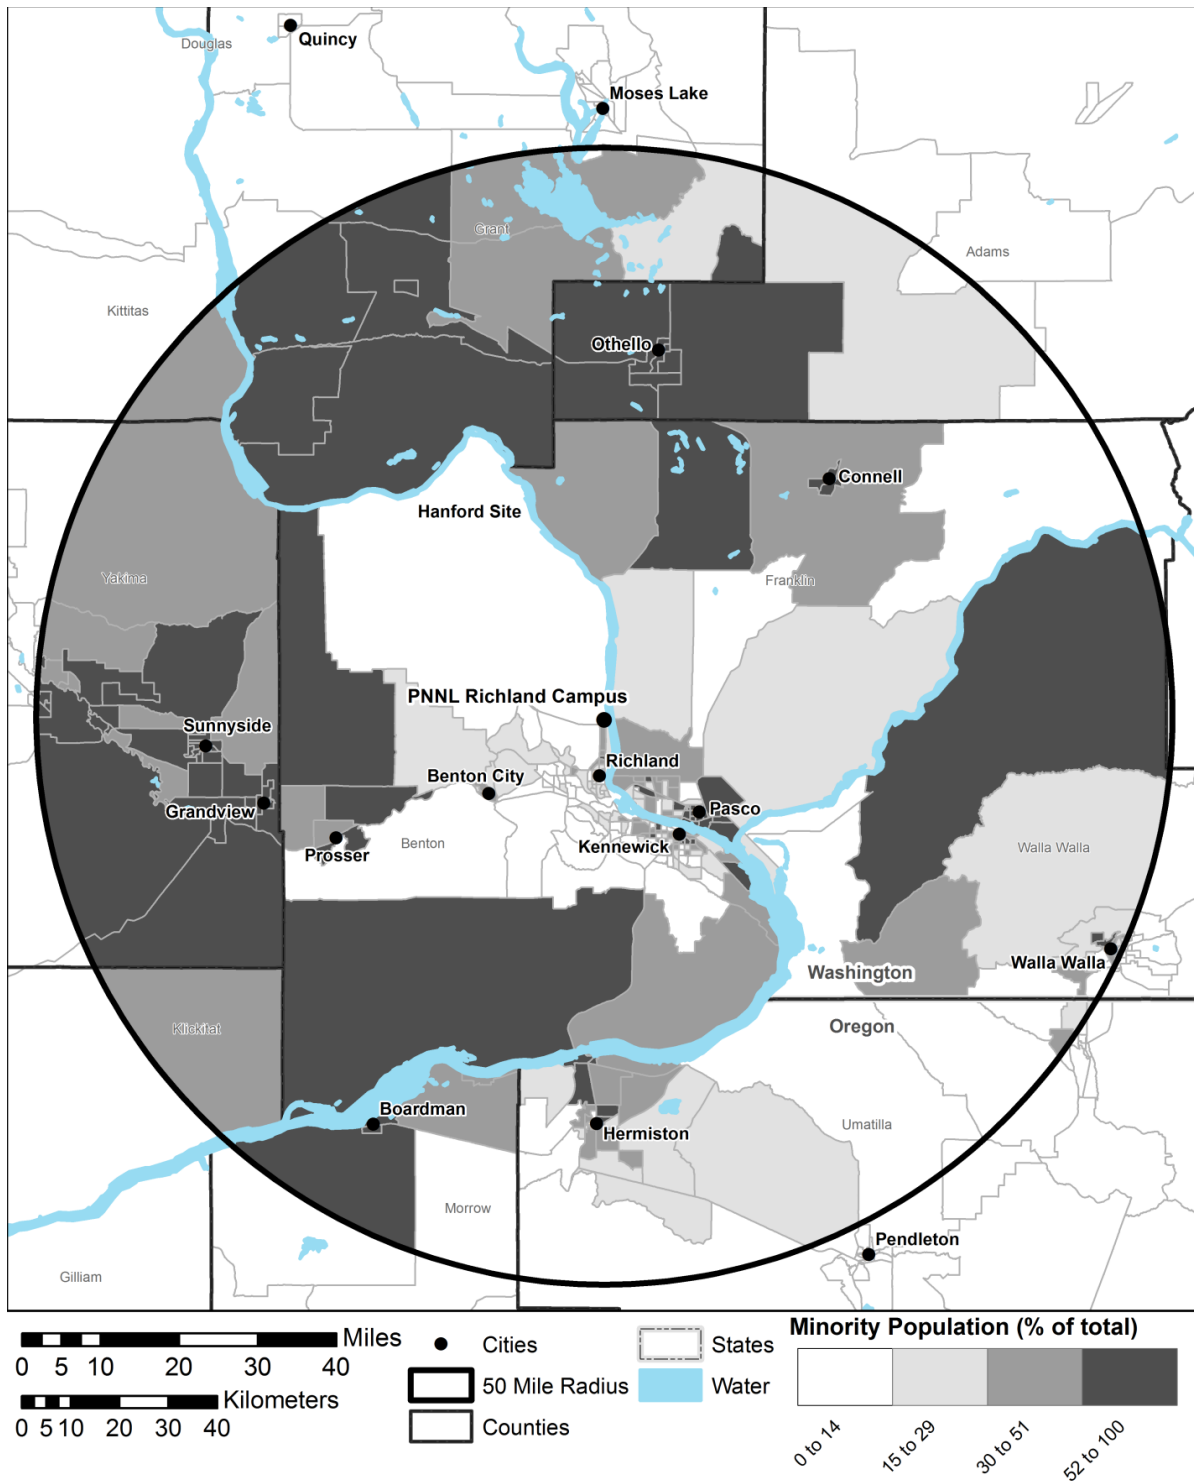 Douglas
Quincy
Moses Lake
Grant
Adams
Kittitas
Othello
Connell
Hanford Site
Yakima
Franklin
PNNL Richland Campus
Sunnyside
Richland
Benton City
Grandview
Pasco
Prosser
Benton
Kennewick
Walla Walla
Walla Walla
Washington
Klickitat
Oregon
Boardman
Hermiston
Umatilla
Morrow
Pendleton
Gilliam
Miles
0 5 10 20 30 40
Kilometers
0 5 10 20 30 40
Cities
50 Mile Radius
Counties
States
Water
Minority Population (% of total)
0 to 14
15 to 29
30 to 51
52 to 100